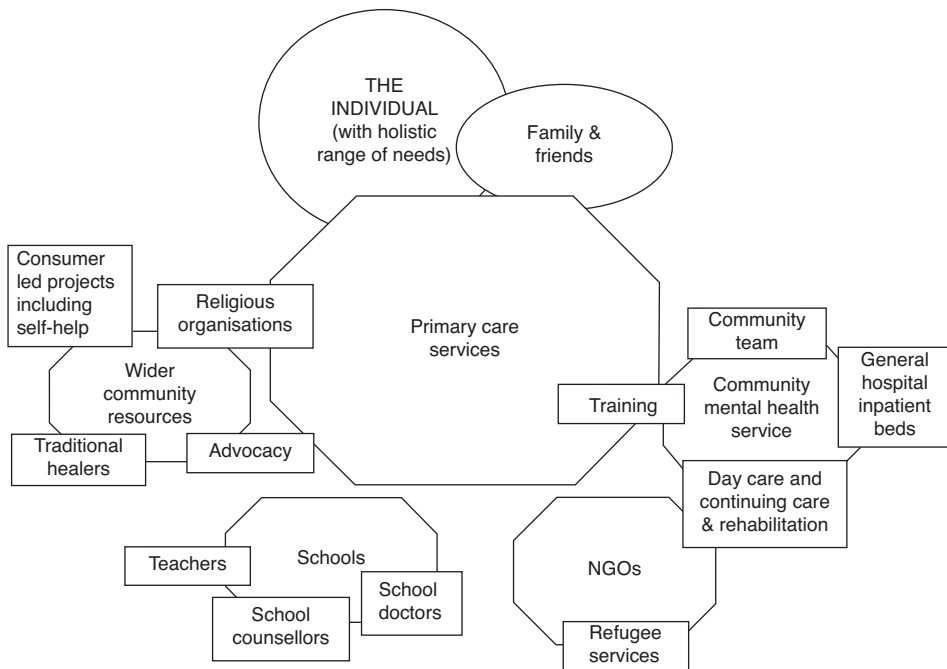 THE
INDIVIDUAL
(with holistic
range of needs)
Family &
friends
Consumer
led projects
including
self-help
Religious
organisations
Wider
community
resources
Traditional
healers
Advocacy
Primary care
services
Training
Community
team
Community
mental health
service
General
hospital
inpatient
beds
Day care and
continuing care
& rehabilitation
Teachers
Schools
School
counsellors
School
doctors
NGOs
Refugee
services